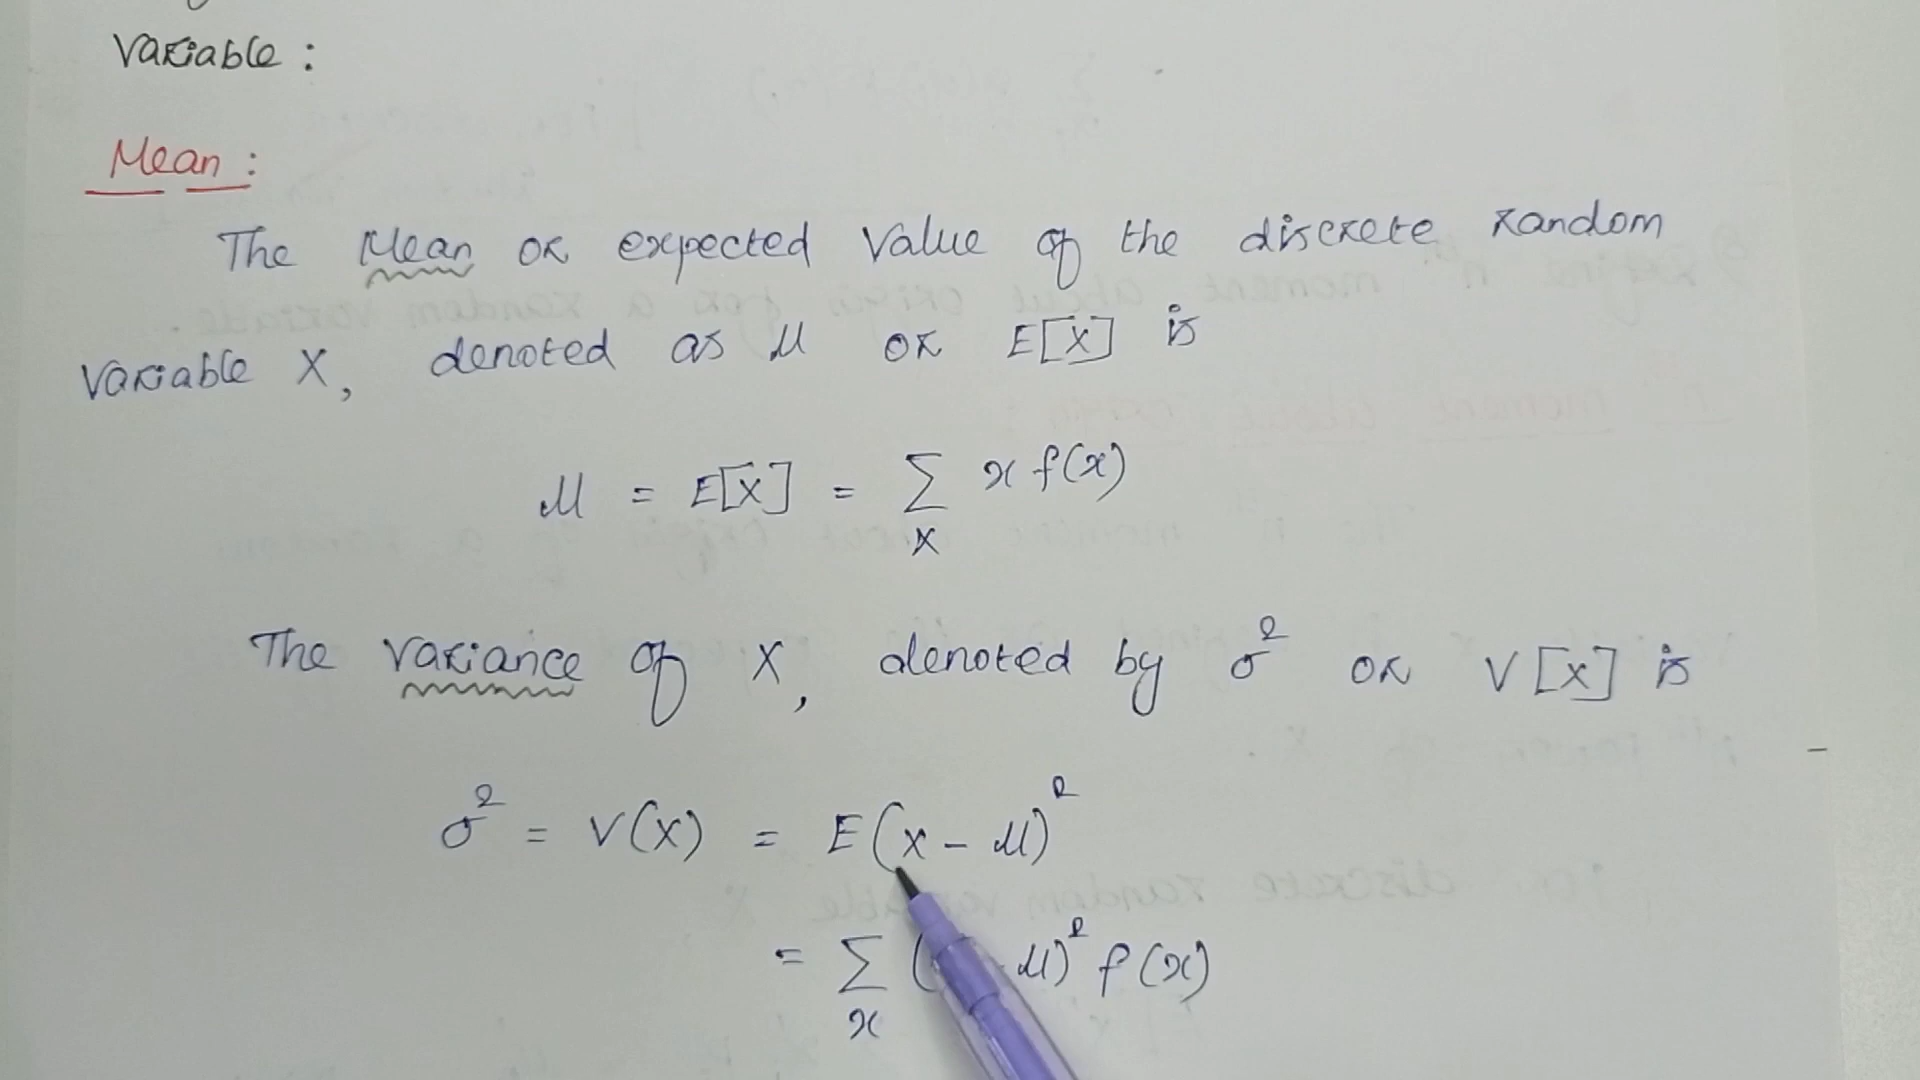 Variable :
Mean :
The Mean or expected value of the discrete random
variable X, denoted as μ or E[X] is
μ = E[X] = Σ x f(x)
x
The variance of X, denoted by σ² or V[X] is
σ² = V(X) = E(X - μ)²
= Σ ( - μ)² f(x)
x